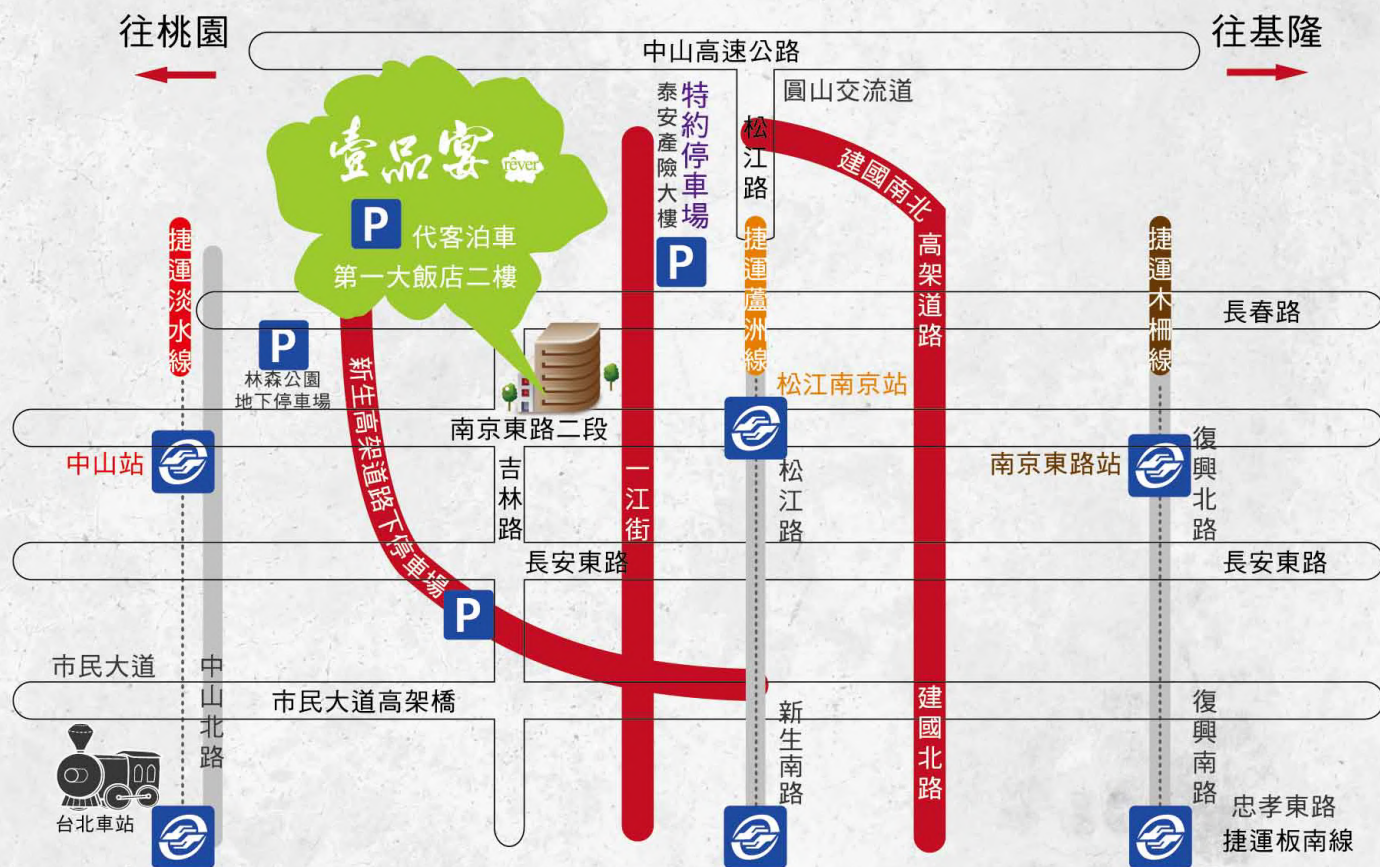 往桃園
中山高速公路
往基隆
圓山交流道
特約停車場
泰安產險大樓
松江路
建國南北
高架道路
壹品宴
rêver
P
代客泊車
第一大飯店二樓
P
捷運淡水線
捷運蘆洲線
捷運木柵線
長春路
P
林森公園
地下停車場
新生高架道路下停車場
松江南京站
南京東路二段
中山站
南京東路站
復興北路
吉林路
一江街
松江路
長安東路
長安東路
P
市民大道
中山北路
市民大道高架橋
新生南路
建國北路
復興南路
台北車站
忠孝東路
捷運板南線